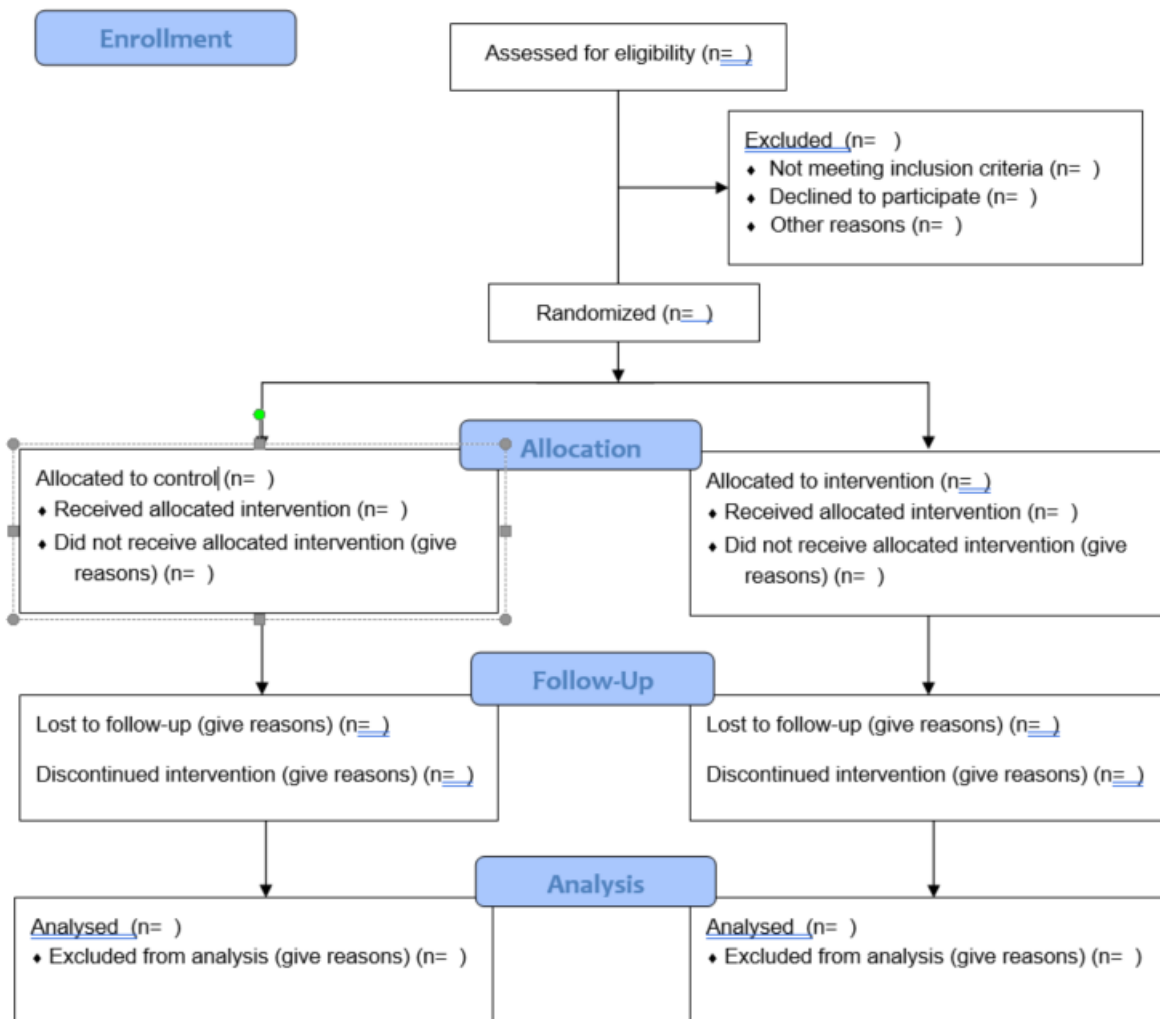 Enrollment
Assessed for eligibility (n=  )
Excluded  (n=   )
♦ Not meeting inclusion criteria (n=  )
♦ Declined to participate (n=  )
♦ Other reasons (n=  )
Randomized (n=  )
Allocation
Allocated to control (n=  )
♦ Received allocated intervention (n=  )
♦ Did not receive allocated intervention (give
reasons) (n=  )
Allocated to intervention (n=  )
♦ Received allocated intervention (n=  )
♦ Did not receive allocated intervention (give
reasons) (n=  )
Follow-Up
Lost to follow-up (give reasons) (n=  )
Discontinued intervention (give reasons) (n=  )
Lost to follow-up (give reasons) (n=  )
Discontinued intervention (give reasons) (n=  )
Analysis
Analysed  (n=  )
♦ Excluded from analysis (give reasons) (n=  )
Analysed  (n=  )
♦ Excluded from analysis (give reasons) (n=  )